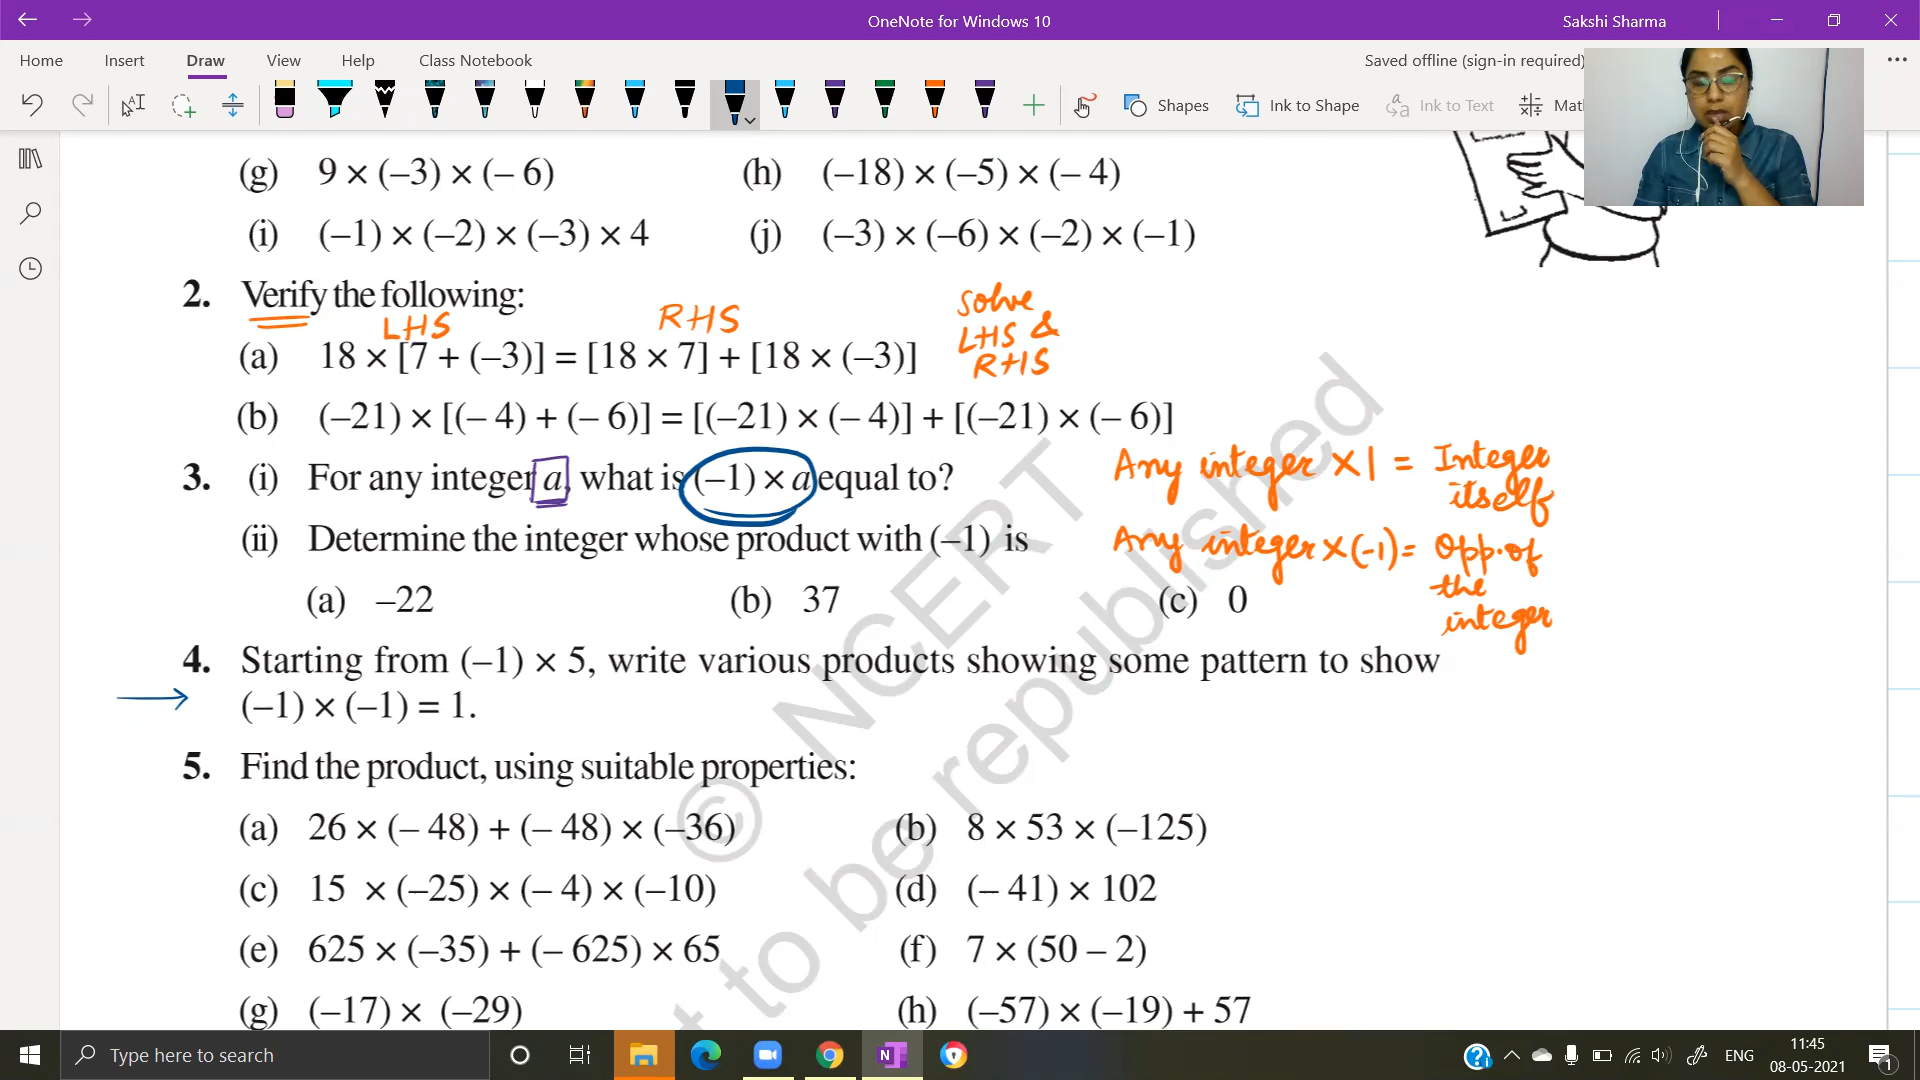 OneNote for Windows 10
Sakshi Sharma
Home Insert Draw View Help Class Notebook
Saved offline (sign-in required)
Shapes Ink to Shape Ink to Text Mat
(g) 9 × (–3) × (– 6) (h) (–18) × (–5) × (– 4)
(i) (–1) × (–2) × (–3) × 4 (j) (–3) × (–6) × (–2) × (–1)
2. Verify the following:
LHS RHS
Solve
LHS &
RHS
(a) 18 × [7 + (–3)] = [18 × 7] + [18 × (–3)]
(b) (–21) × [(– 4) + (– 6)] = [(–21) × (– 4)] + [(–21) × (– 6)]
3. (i) For any integer a, what is (–1) × a equal to?
Any integer × 1 = Integer
itself
(ii) Determine the integer whose product with (–1) is
Any integer × (-1) = Opp. of
the
integer
(a) –22 (b) 37 (c) 0
4. Starting from (–1) × 5, write various products showing some pattern to show
(–1) × (–1) = 1.
5. Find the product, using suitable properties:
(a) 26 × (– 48) + (– 48) × (–36) (b) 8 × 53 × (–125)
(c) 15 × (–25) × (– 4) × (–10) (d) (– 41) × 102
(e) 625 × (–35) + (– 625) × 65 (f) 7 × (50 – 2)
(g) (–17) × (–29) (h) (–57) × (–19) + 57
© NCERT
t to be republished
Type here to search
ENG
11:45
08-05-2021
1